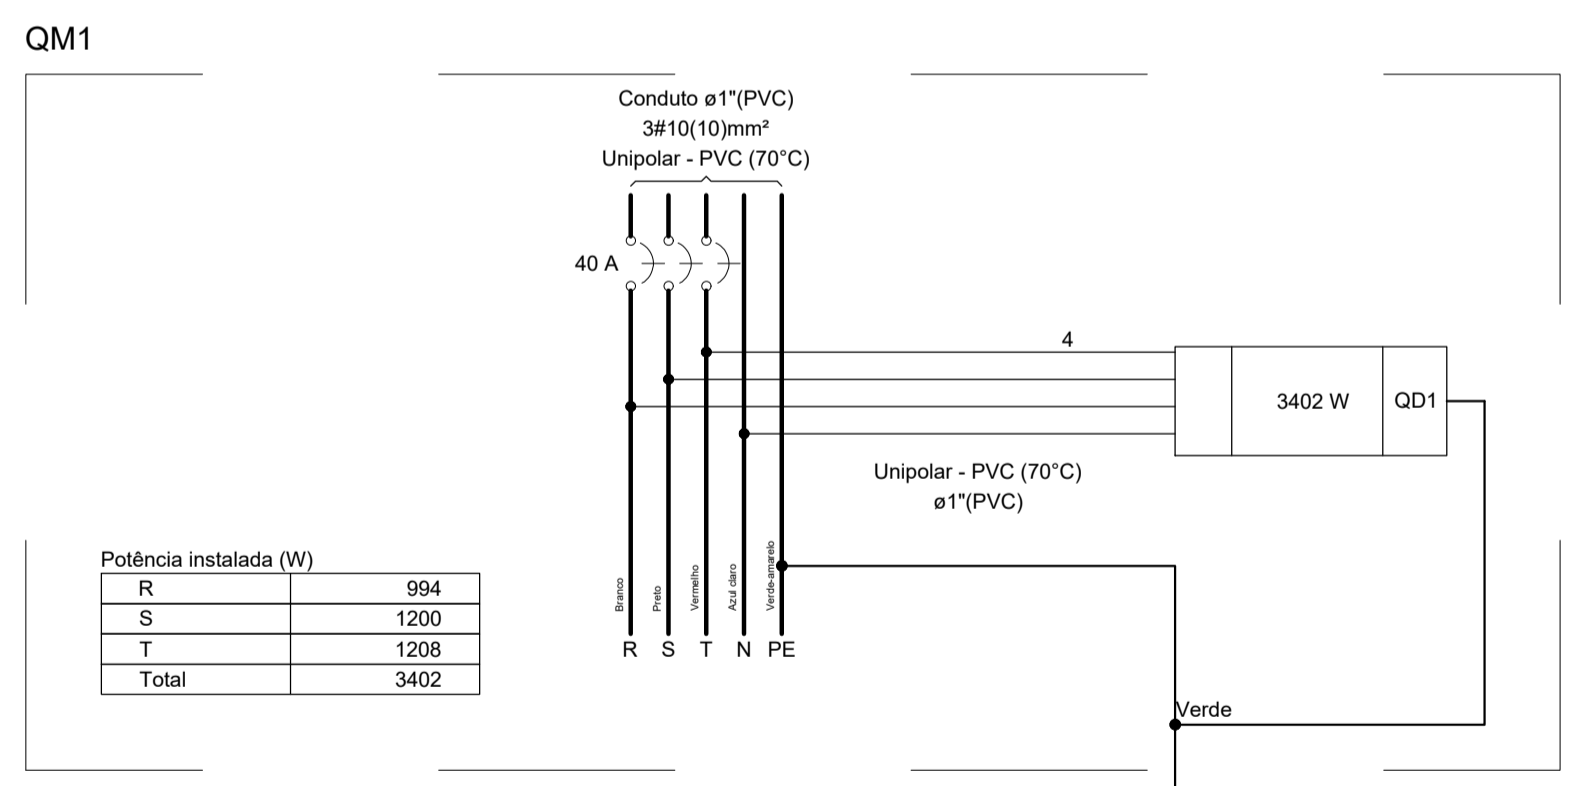 QM1
Conduto ø1"(PVC)
3#10(10)mm²
Unipolar - PVC (70°C)
40 A
4
3402 W
QD1
Unipolar - PVC (70°C)
ø1"(PVC)
Potência instalada (W)
R 994
S 1200
T 1208
Total 3402
Branco
Preto
Vermelho
Azul claro
Verde-amarelo
R S T N PE
Verde